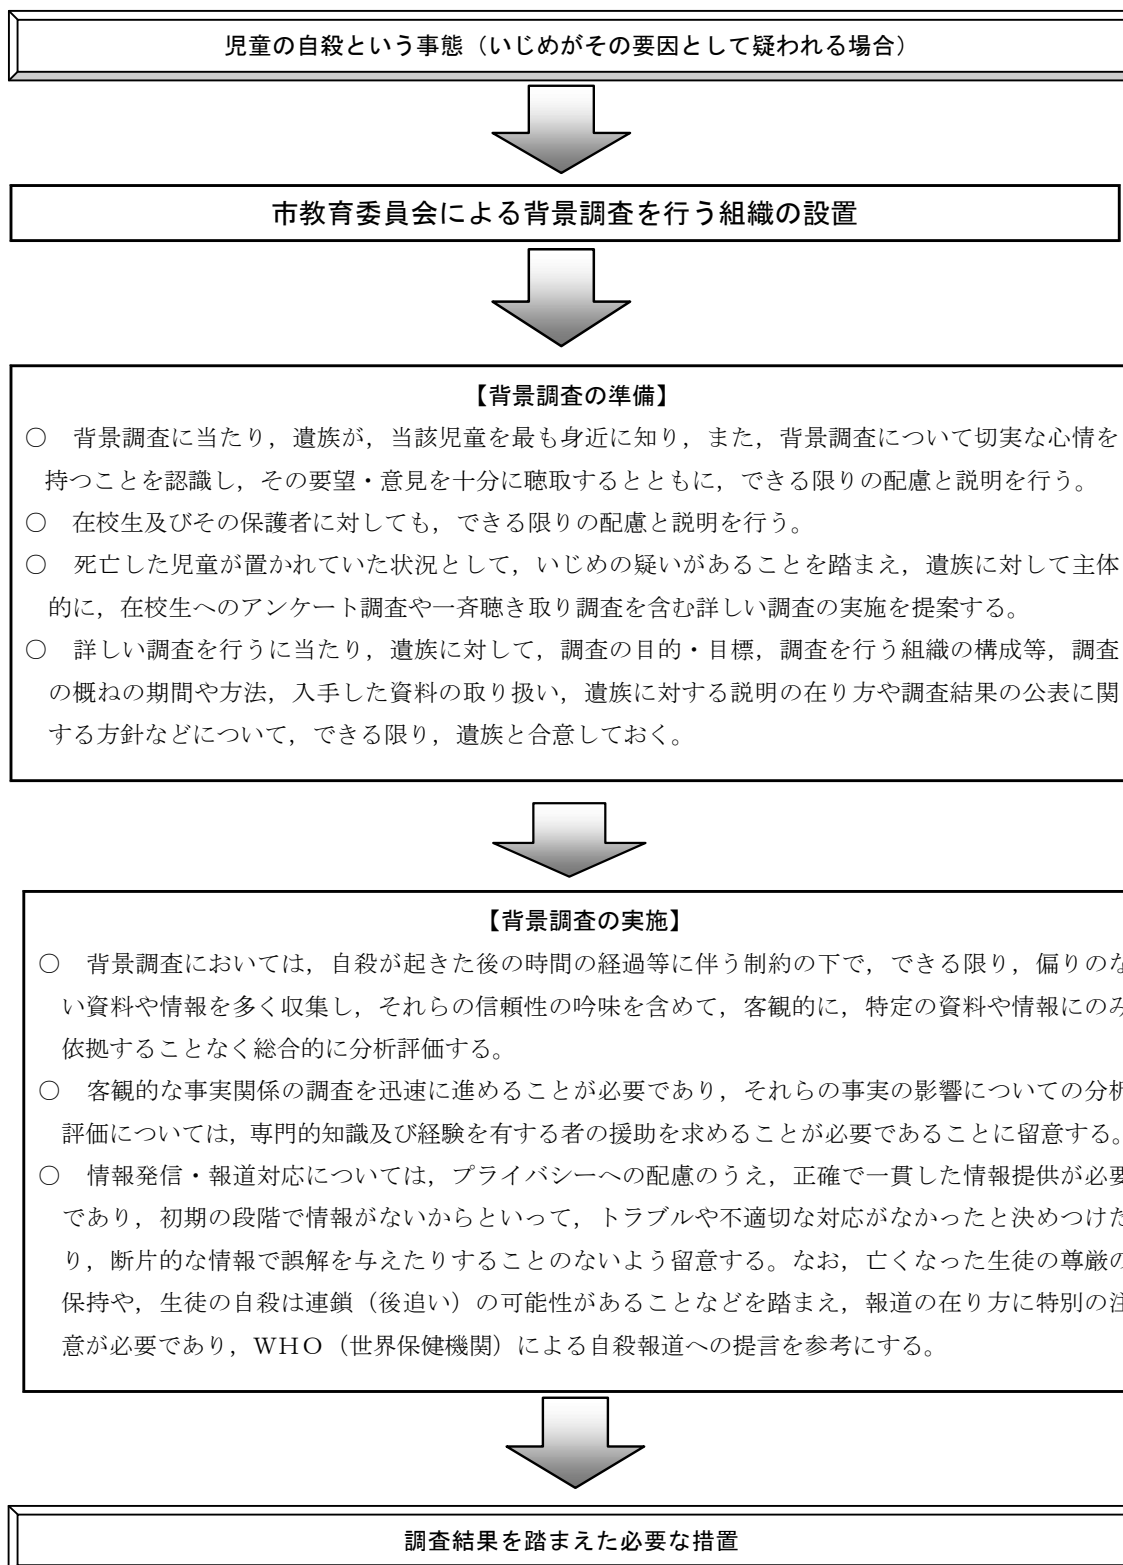 児童の自殺という事態（いじめがその要因として疑われる場合）
市教育委員会による背景調査を行う組織の設置
【背景調査の準備】
○　背景調査に当たり，遺族が，当該児童を最も身近に知り，また，背景調査について切実な心情を
持つことを認識し，その要望・意見を十分に聴取するとともに，できる限りの配慮と説明を行う。
○　在校生及びその保護者に対しても，できる限りの配慮と説明を行う。
○　死亡した児童が置かれていた状況として，いじめの疑いがあることを踏まえ，遺族に対して主体
的に，在校生へのアンケート調査や一斉聴き取り調査を含む詳しい調査の実施を提案する。
○　詳しい調査を行うに当たり，遺族に対して，調査の目的・目標，調査を行う組織の構成等，調査
の概ねの期間や方法，入手した資料の取り扱い，遺族に対する説明の在り方や調査結果の公表に関
する方針などについて，できる限り，遺族と合意しておく。
【背景調査の実施】
○　背景調査においては，自殺が起きた後の時間の経過等に伴う制約の下で，できる限り，偏りのな
い資料や情報を多く収集し，それらの信頼性の吟味を含めて，客観的に，特定の資料や情報にのみ
依拠することなく総合的に分析評価する。
○　客観的な事実関係の調査を迅速に進めることが必要であり，それらの事実の影響についての分析
評価については，専門的知識及び経験を有する者の援助を求めることが必要であることに留意する。
○　情報発信・報道対応については，プライバシーへの配慮のうえ，正確で一貫した情報提供が必要
であり，初期の段階で情報がないからといって，トラブルや不適切な対応がなかったと決めつけた
り，断片的な情報で誤解を与えたりすることのないよう留意する。なお，亡くなった生徒の尊厳の
保持や，生徒の自殺は連鎖（後追い）の可能性があることなどを踏まえ，報道の在り方に特別の注
意が必要であり，ＷＨＯ（世界保健機関）による自殺報道への提言を参考にする。
調査結果を踏まえた必要な措置